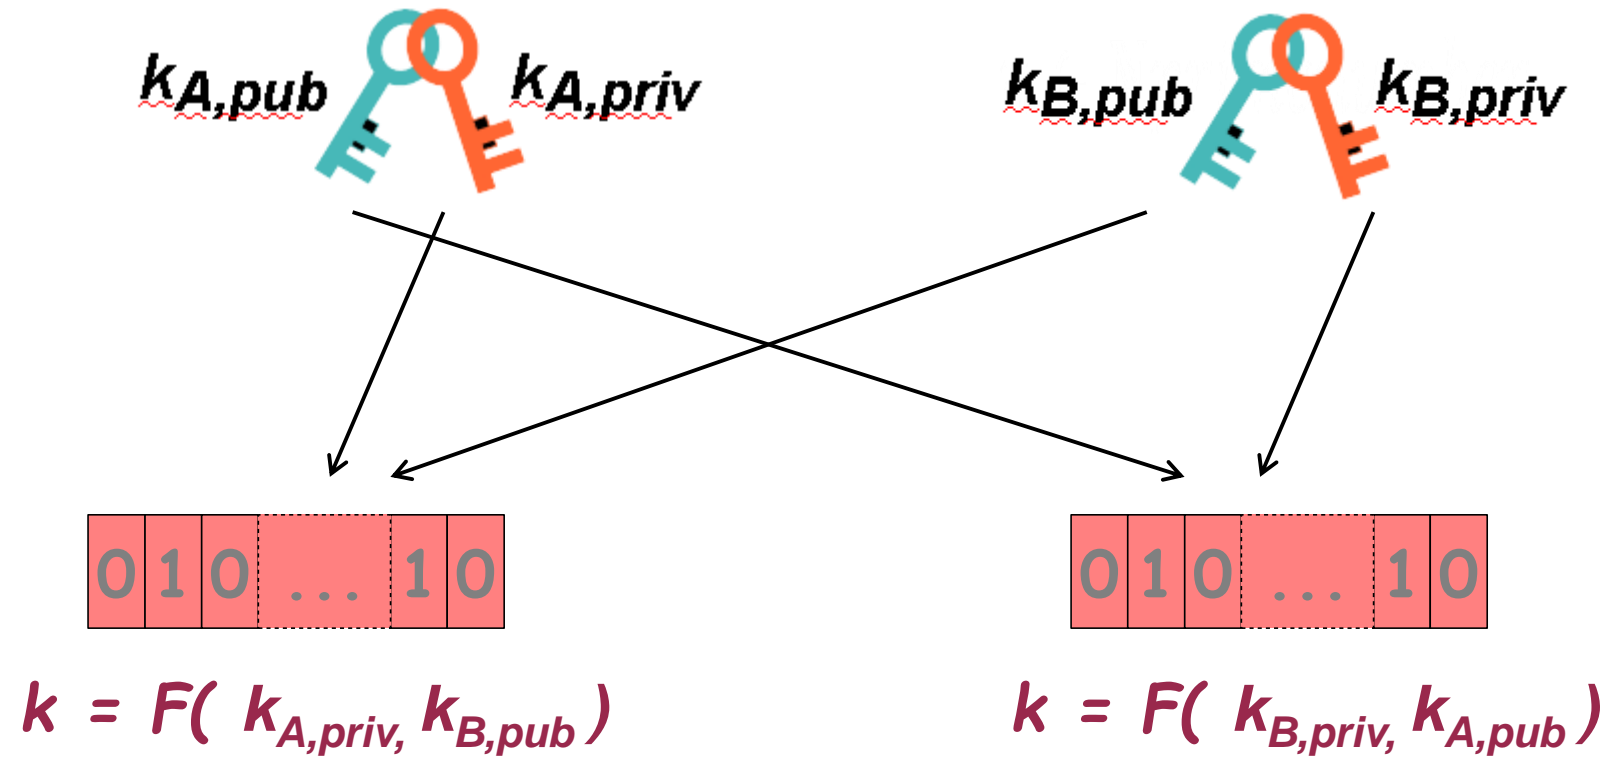 kA,pub kA,priv kB,pub kB,priv
0 1 0 ... 1 0 0 1 0 ... 1 0
k = F( kA,priv, kB,pub ) k = F( kB,priv, kA,pub )